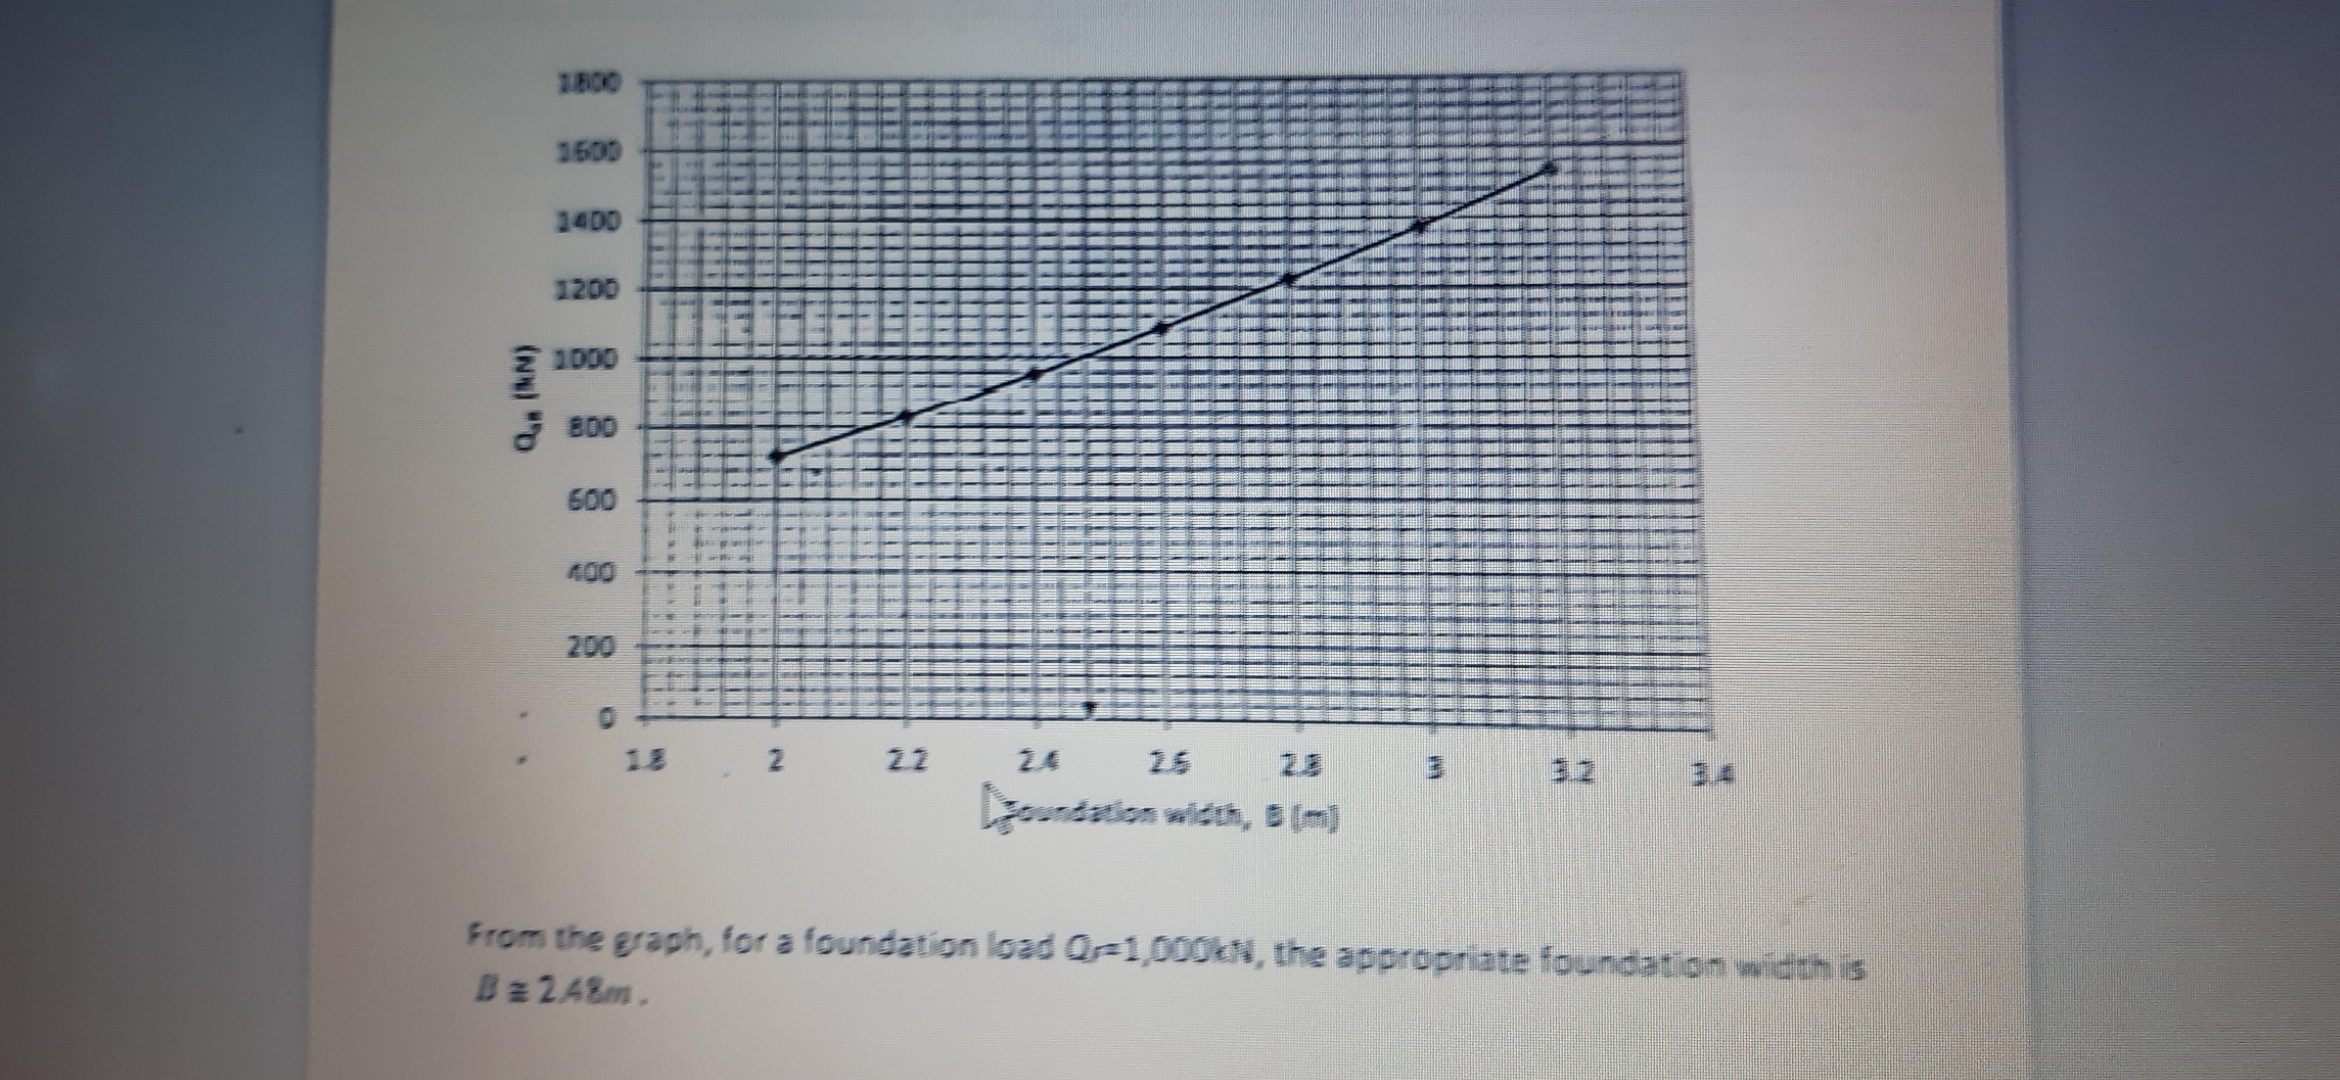 1800
1600
1400
1200
1000
800
600
400
200
0
(kN)
1.8 2 2.2 2.4 2.6 2.8 3 3.2 3.4
Foundation width, B (m)
From the graph, for a foundation load Qf=1,000kN, the appropriate foundation width is
B ≅ 2.48m .